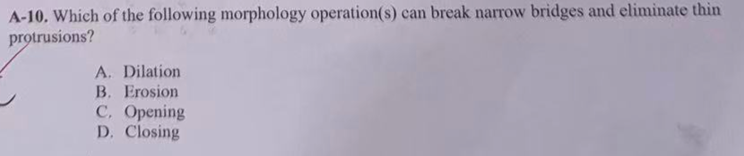 A-10. Which of the following morphology operation(s) can break narrow bridges and eliminate thin
protrusions?
A. Dilation
B. Erosion
C. Opening
D. Closing